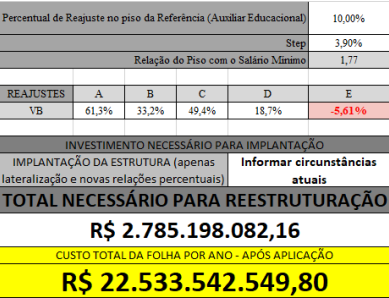 Percentual de Reajuste no piso da Referência (Auxiliar Educacional) 10,00%
Step 3,90%
Relação do Piso com o Salário Mínimo 1,77
REAJUSTES A B C D E
VB 61,3% 33,2% 49,4% 18,7% -5,61%
INVESTIMENTO NECESSÁRIO PARA IMPLANTAÇÃO
IMPLANTAÇÃO DA ESTRUTURA (apenas Informar circunstâncias
lateralização e novas relações percentuais) atuais
TOTAL NECESSÁRIO PARA REESTRUTURAÇÃO
R$ 2.785.198.082,16
CUSTO TOTAL DA FOLHA POR ANO - APÓS APLICAÇÃO
R$ 22.533.542.549,80